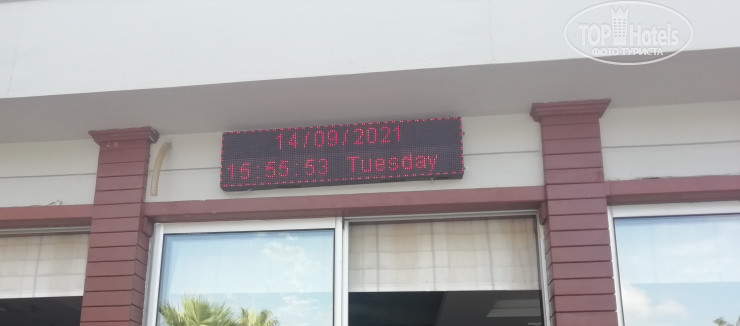 TOP Hotels
ФОТО ТУРИСТА
14/09/2021
15:55:53 Tuesday